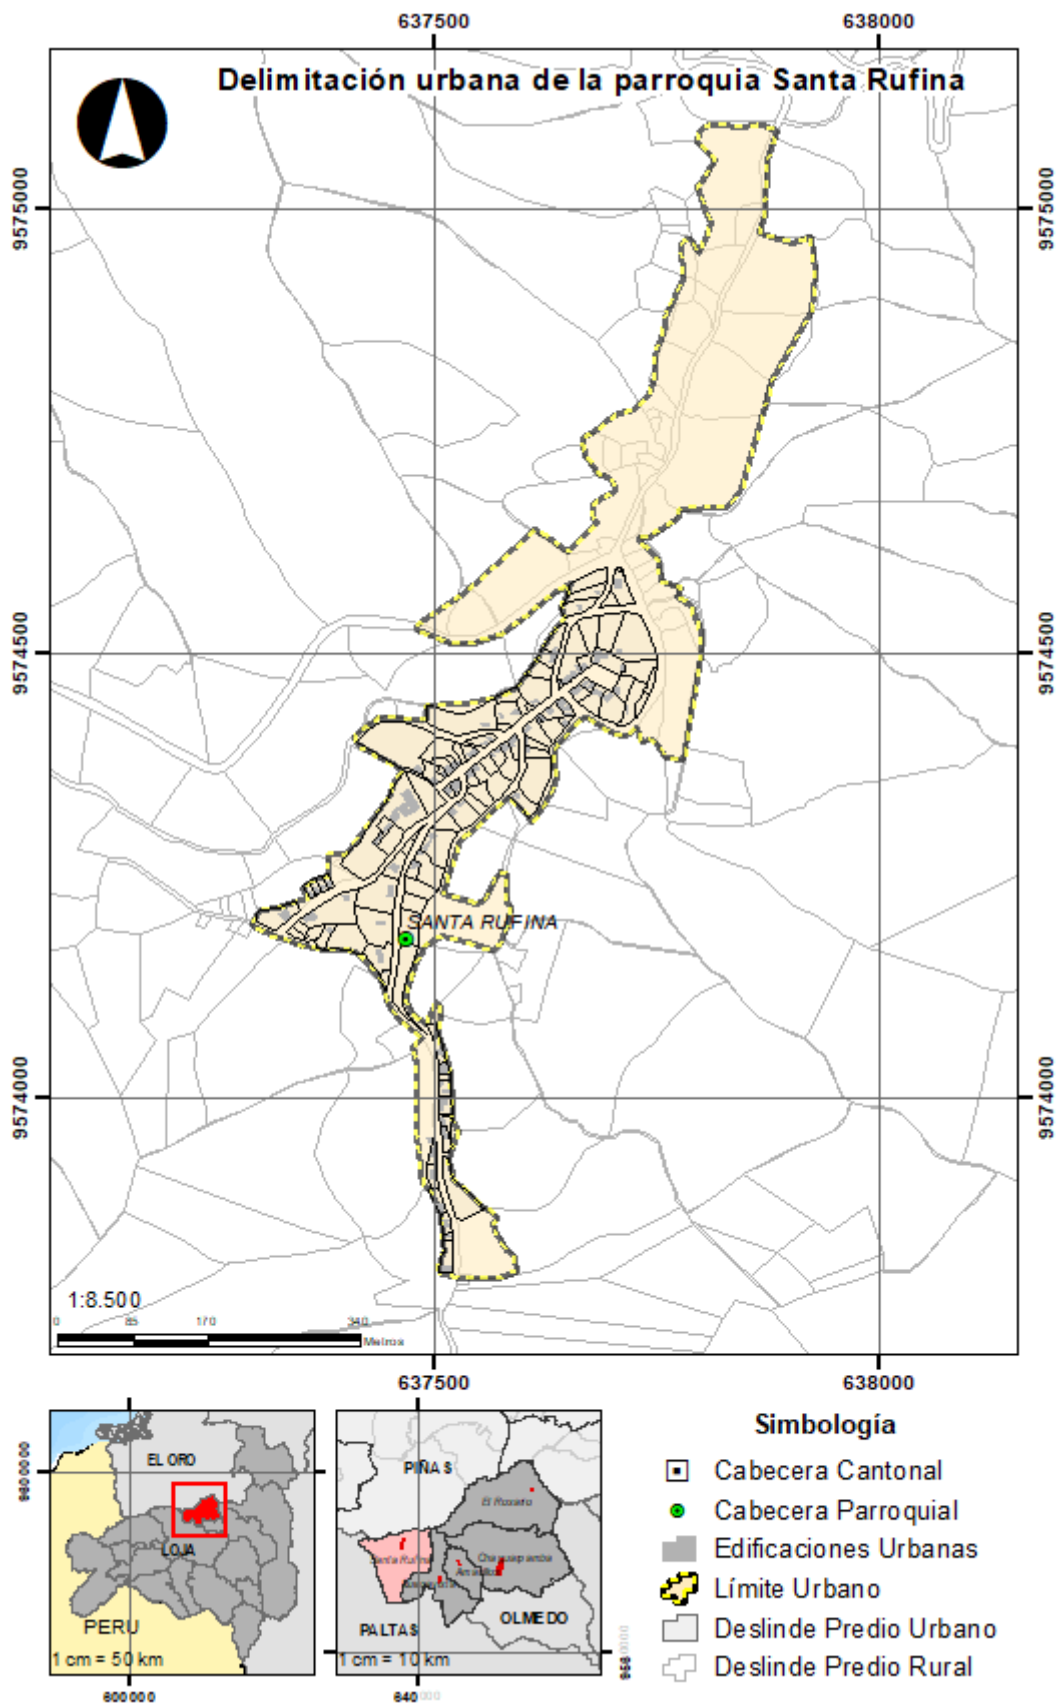 637500 638000
Delimitación urbana de la parroquia Santa Rufina
9575000 9575000
9574500 9574500
SANTA RUFINA
9574000 9574000
1:8.500
0 85 170 340
Metros
637500 638000
EL ORO
LOJA
PERU
1 cm = 50 km
600000
PIÑAS
El Rosario
Santa Rufina
Chaguarpamba
PALTAS
OLMEDO
1 cm = 10 km
640000
Simbología
Cabecera Cantonal
Cabecera Parroquial
Edificaciones Urbanas
Límite Urbano
Deslinde Predio Urbano
Deslinde Predio Rural